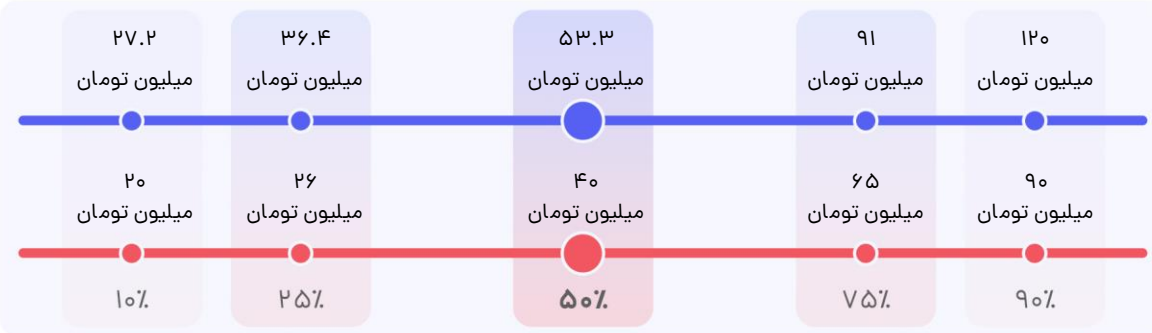 ۲۷.۲ ۳۶.۴ ۵۳.۳ ۹۱ ۱۲۰
میلیون تومان میلیون تومان میلیون تومان میلیون تومان میلیون تومان
۲۰ ۲۶ ۴۰ ۶۵ ۹۰
میلیون تومان میلیون تومان میلیون تومان میلیون تومان میلیون تومان
۱۰٪ ۲۵٪ ۵۰٪ ۷۵٪ ۹۰٪